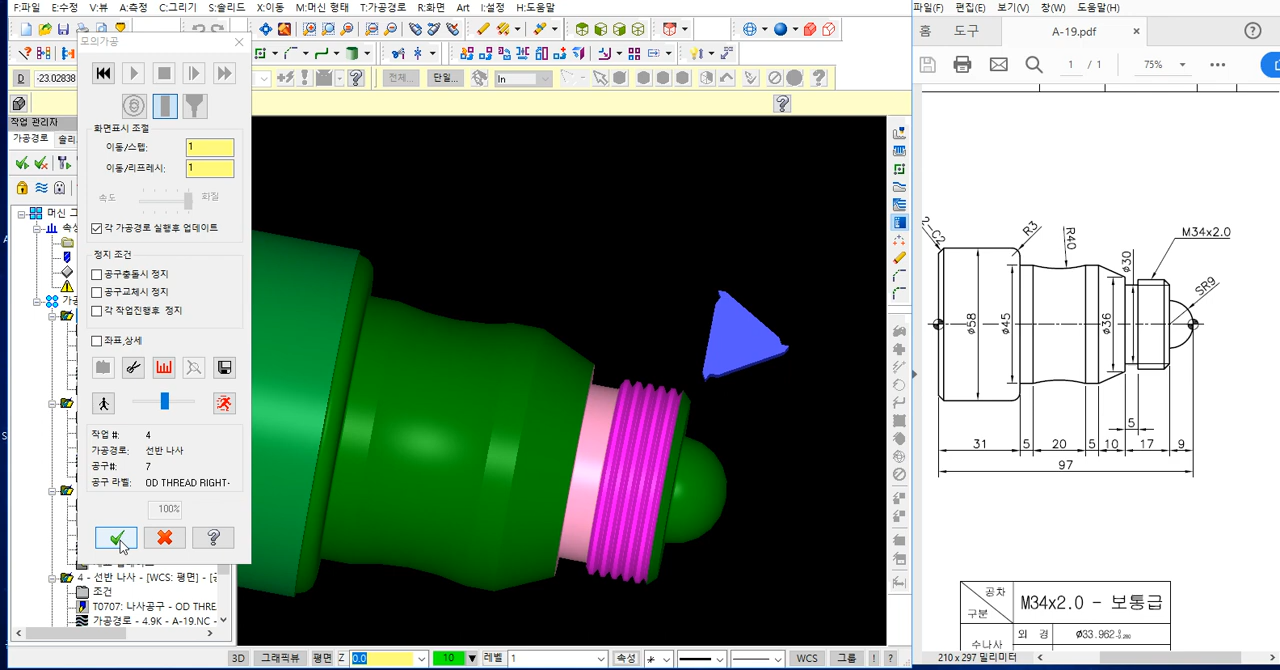 F:파일 E:수정 V:뷰 A:측정 C:그리기 S:솔리드 X:이동 M:머신 형태 T:가공경로 R:화면 Art I:설정 H:도움말
-23.02838
전체... 단일... In
작업 관리자
가공경로 솔리
머신 그
속성
가공
4 - 선반 나사 - [WCS: 평면] - [공
조건
T0707: 나사공구 - OD THRE
가공경로 - 4.9K - A-19.NC -
모의가공
화면표시 조절
이동/스텝: 1
이동/리프레시: 1
속도 화질
각 가공경로 실행후 업데이트
정지 조건
공구충돌시 정지
공구교체시 정지
각 작업진행후 정지
좌표,상세
작업 #: 4
가공경로: 선반 나사
공구#: 7
공구 라벨: OD THREAD RIGHT-
100%
3D 그래픽뷰 평면 Z 0.0 10 레벨 1 속성 WCS 그룹 ! ?
파일(F) 편집(E) 보기(V) 창(W) 도움말(H)
홈 도구 A-19.pdf ×
1 / 1 75%
2-C2
R3
R40
M34x2.0
ø30
SR9
ø58
ø45
ø36
5
31 5 20 5 10 17 9
97
공차
구분
M34x2.0 - 보통급
수나사 외 경
210 x 297 밀리미터